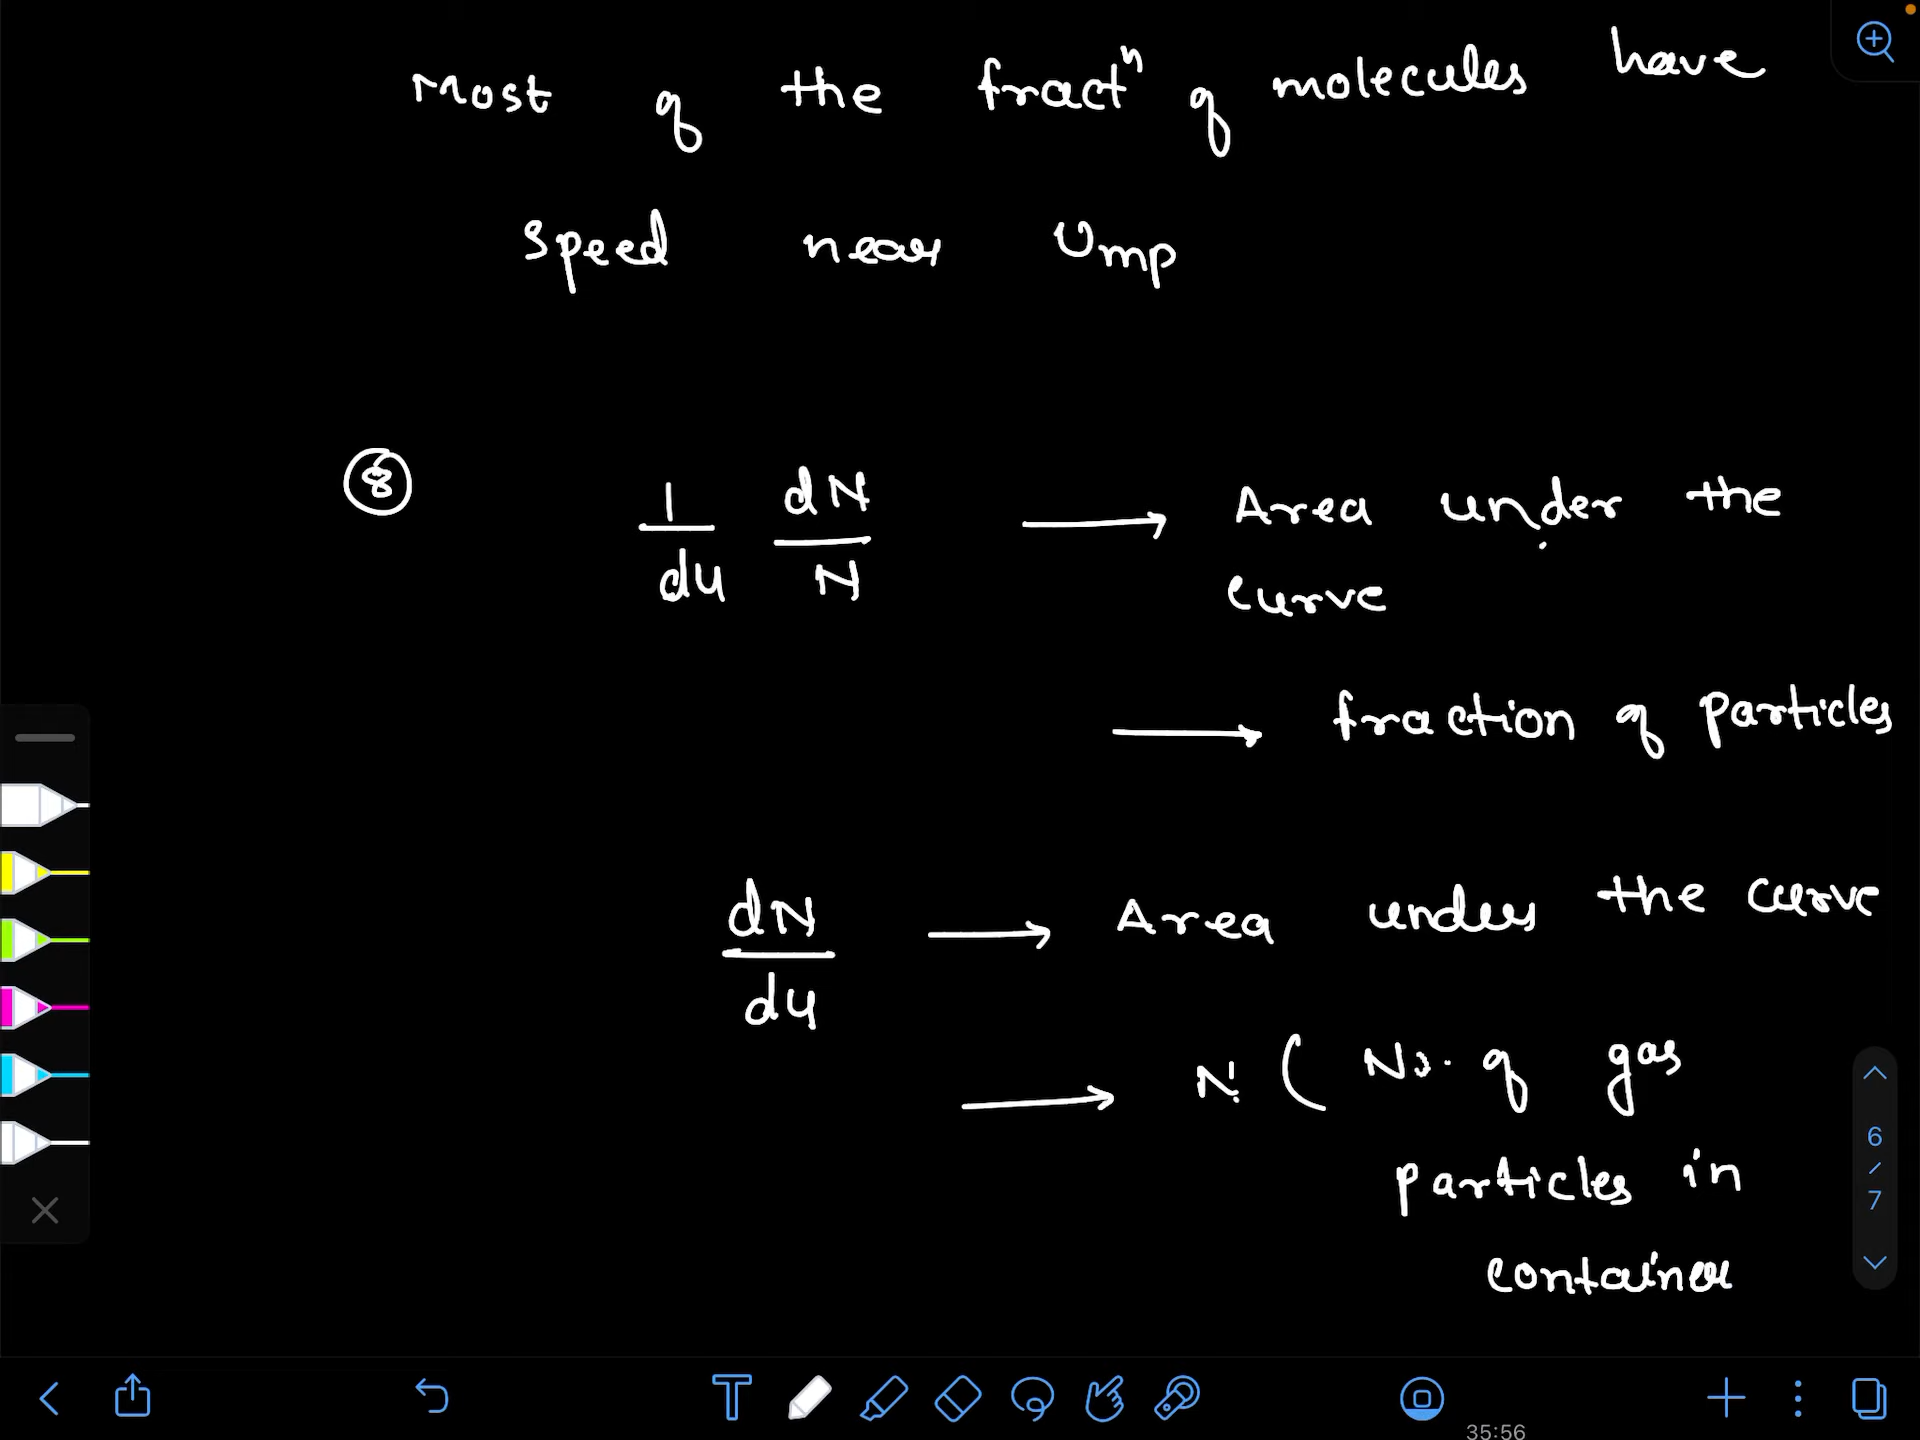 Most of the fractⁿ of molecules have
speed near Ump
⑧ 1/du dN/N → Area under the
curve
→ fraction of particles
dN/du → Area under the curve
→ N (No. of gas
particles in
container
6
/
7
T
35:56